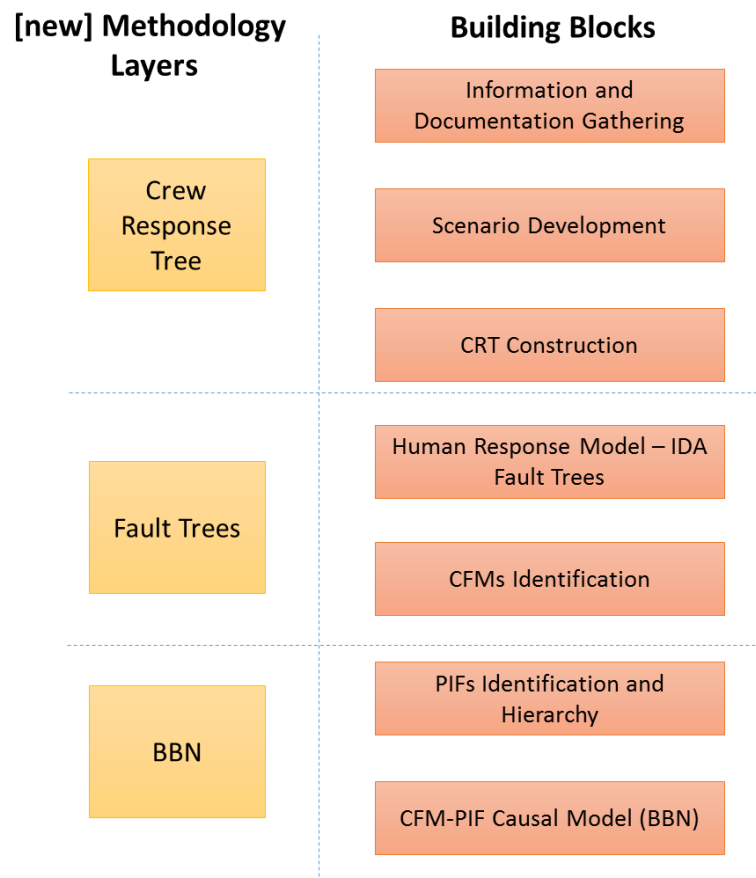 [new] Methodology
Layers
Building Blocks
Information and
Documentation Gathering
Crew
Response
Tree
Scenario Development
CRT Construction
Human Response Model – IDA
Fault Trees
Fault Trees
CFMs Identification
PIFs Identification and
Hierarchy
BBN
CFM-PIF Causal Model (BBN)